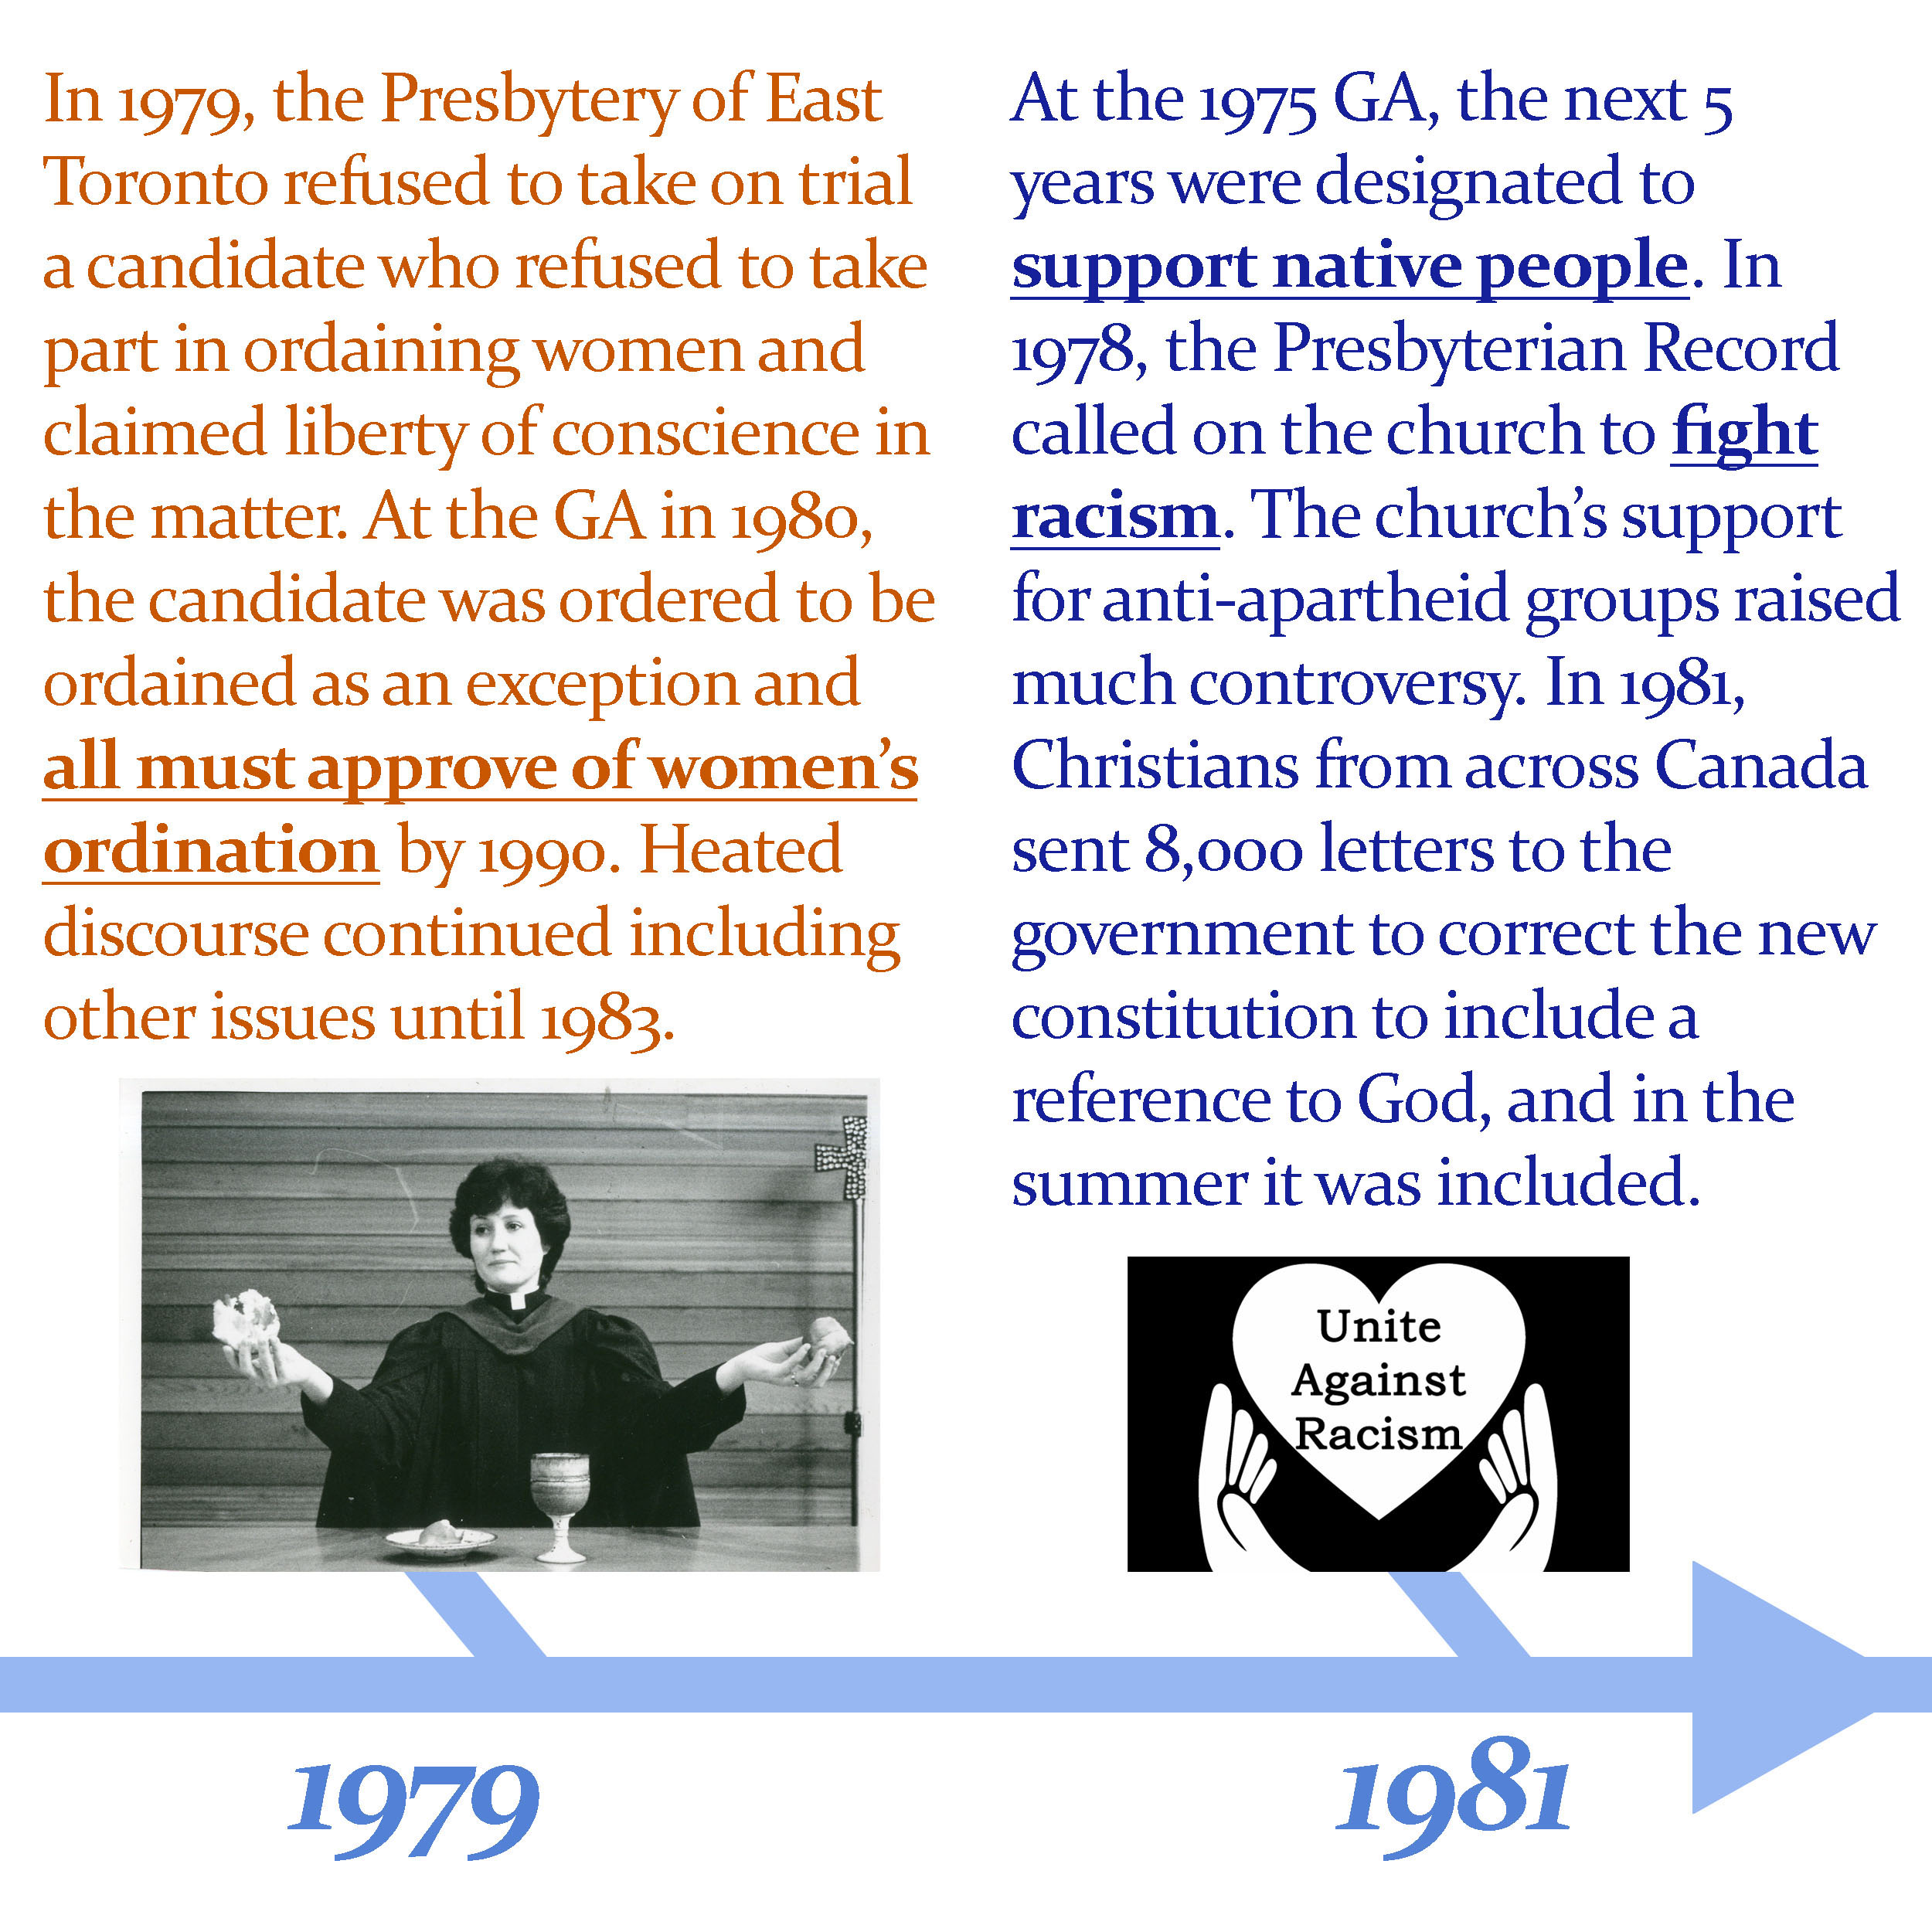 In 1979, the Presbytery of East
Toronto refused to take on trial
a candidate who refused to take
part in ordaining women and
claimed liberty of conscience in
the matter. At the GA in 1980,
the candidate was ordered to be
ordained as an exception and
all must approve of women’s
ordination by 1990. Heated
discourse continued including
other issues until 1983.
At the 1975 GA, the next 5
years were designated to
support native people. In
1978, the Presbyterian Record
called on the church to fight
racism. The church’s support
for anti-apartheid groups raised
much controversy. In 1981,
Christians from across Canada
sent 8,000 letters to the
government to correct the new
constitution to include a
reference to God, and in the
summer it was included.
Unite
Against
Racism
1979
1981